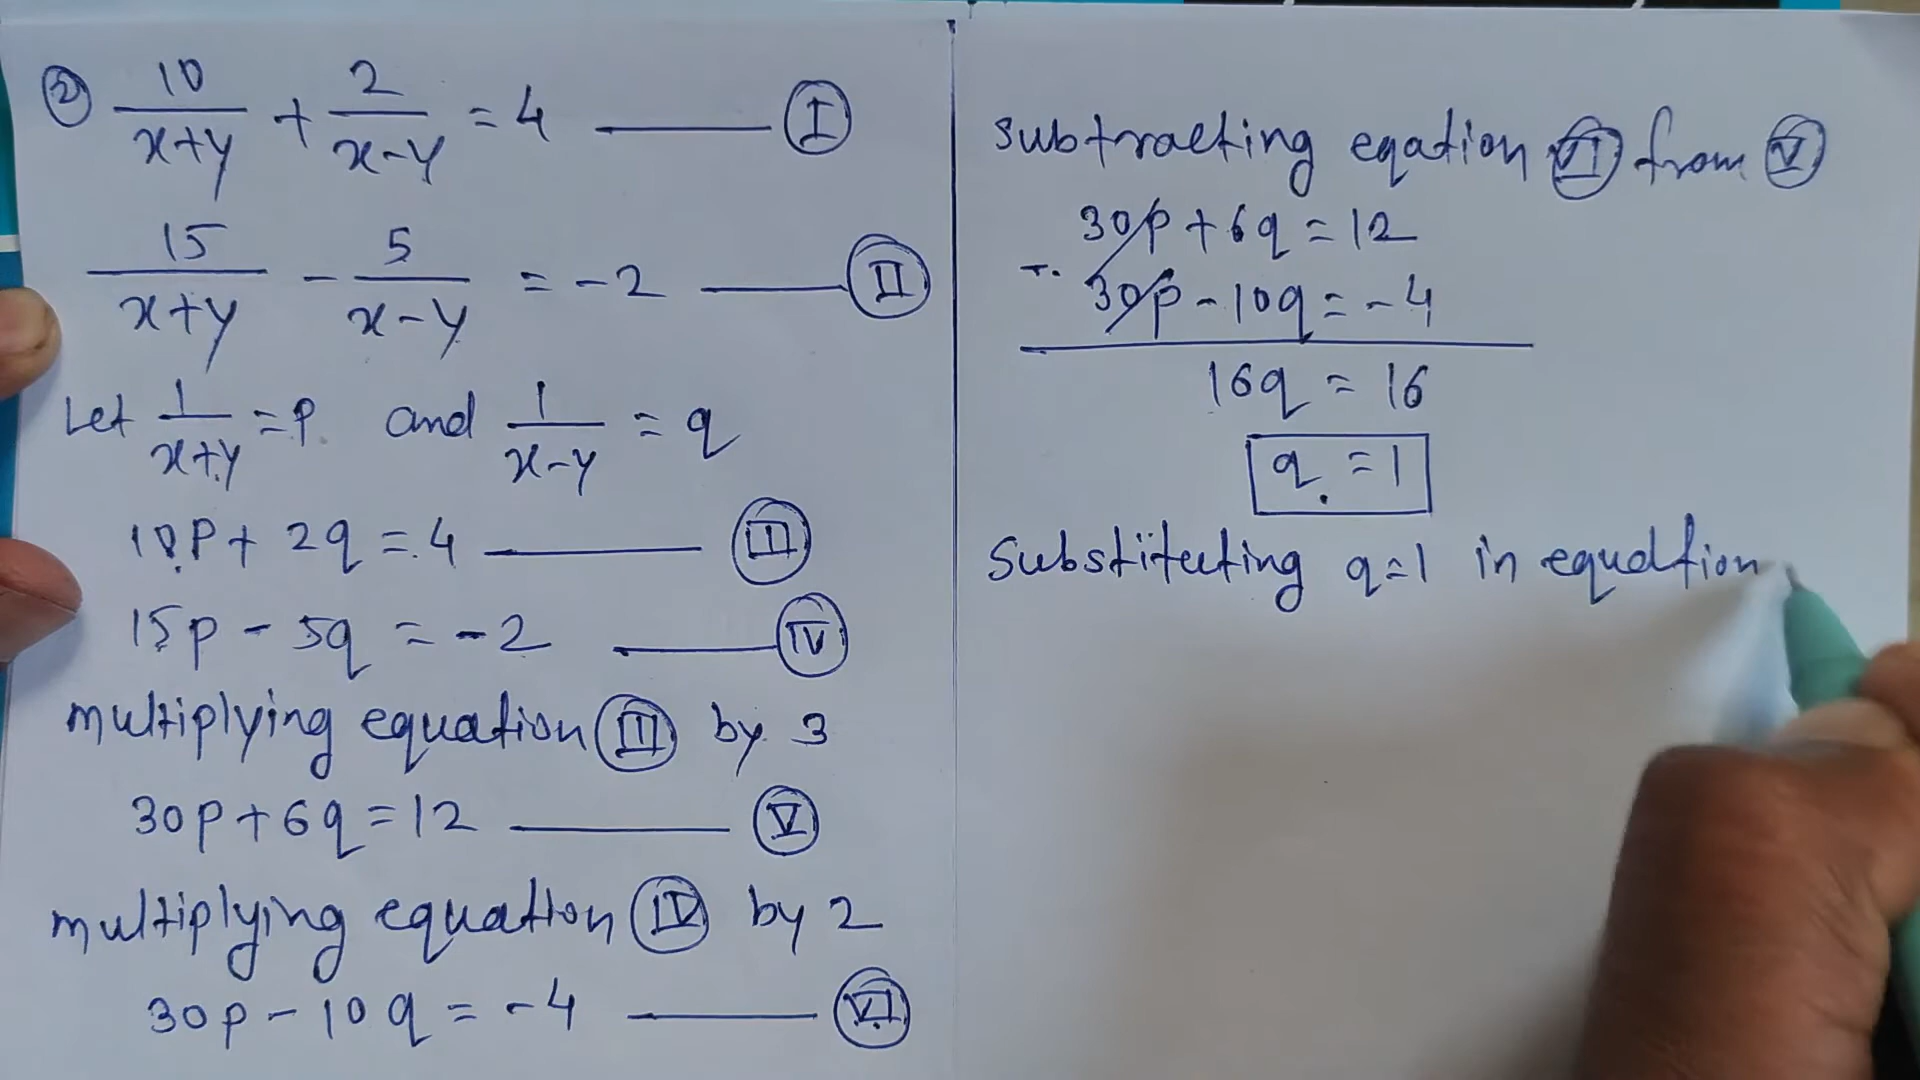 ② 10/(x+y) + 2/(x-y) = 4 —— Ⓘ
15/(x+y) - 5/(x-y) = -2 —— Ⅱ
Let 1/(x+y) = p. and 1/(x-y) = q
10p + 2q = 4 —— Ⅲ
15p - 5q = -2 —— Ⅳ
multiplying equation Ⅲ by 3
30p + 6q = 12 —— Ⅴ
multiplying equation Ⅳ by 2
30p - 10q = -4 —— Ⅵ
subtracting eqation Ⅵ from Ⅴ
30p + 6q = 12
30p - 10q = -4
16q = 16
q = 1
Substituting q=1 in equation